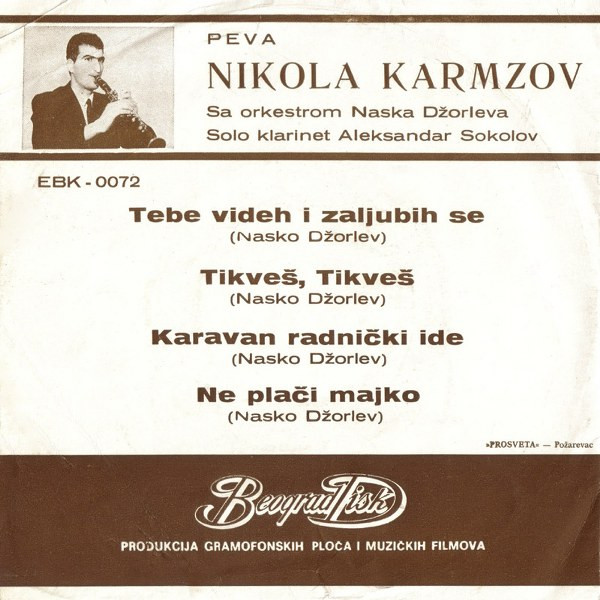 PEVA
NIKOLA KARMZOV
Sa orkestrom Naska Džorleva
Solo klarinet Aleksandar Sokolov
EBK - 0072
Tebe videh i zaljubih se
(Nasko Džorlev)
Tikveš, Tikveš
(Nasko Džorlev)
Karavan radnički ide
(Nasko Džorlev)
Ne plači majko
(Nasko Džorlev)
»PROSVETA« — Požarevac
Beograd Disk
PRODUKCIJA GRAMOFONSKIH PLOČA I MUZIČKIH FILMOVA